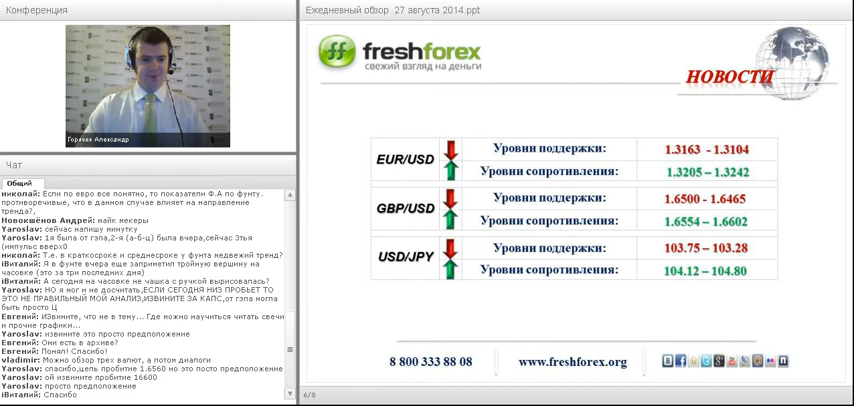 Конференция
Горачев Александр
Чат
Общий
николай: Если по евро все понятно, то показатели Ф.А по фунту.
противоречивые, что в данном случае влияет на направление
тренда?,
Новокшёнов Андрей: майк мекеры
Yaroslav: сейчас напишу минутку
Yaroslav: 1я была от гэпа,2-я (а-б-ц) была вчера,сейчас 3тья
(импульс вверх0
николай: Т.е. в краткосроке и среднесроке у фунта медвежий тренд?
iВиталий: Я в фунте вчера еще заприметил тройную вершину на
часовке (это за три последних дня)
iВиталий: А сегодня на часовке не чашка с ручкой вырисовалась?
Yaroslav: НО я мог и не досчитать,ЕСЛИ СЕГОДНЯ НИЗ ПРОБЬЕТ ТО
ЭТО НЕ ПРАВИЛЬНЫЙ МОЙ АНАЛИЗ,ИЗВИНИТЕ ЗА КАПС,от гэпа могла
быть просто Ц
Евгений: ИЗвините, что не в тему... Где можно научиться читать свечи
и прочие графики...
Yaroslav: извините это просто предположение
Евгений: Они есть в архиве?
Евгений: Понял! Спасибо!
vladimir: Можно обзор трех валют, а потом диалоги
Yaroslav: спасибо,цель пробитие 1.6560 но это посто предположение
Yaroslav: ой извините пробитие 16600
Yaroslav: просто предположение
iВиталий: Спасибо
Ежедневный обзор 27 августа 2014.ppt
freshforex
свежий взгляд на деньги
НОВОСТИ
EUR/USD
Уровни поддержки: 1.3163 - 1.3104
Уровни сопротивления: 1.3205 – 1.3242
GBP/USD
Уровни поддержки: 1.6500 - 1.6465
Уровни сопротивления: 1.6554 – 1.6602
USD/JPY
Уровни поддержки: 103.75 – 103.28
Уровни сопротивления: 104.12 – 104.80
8 800 333 88 08
www.freshforex.org
6/0